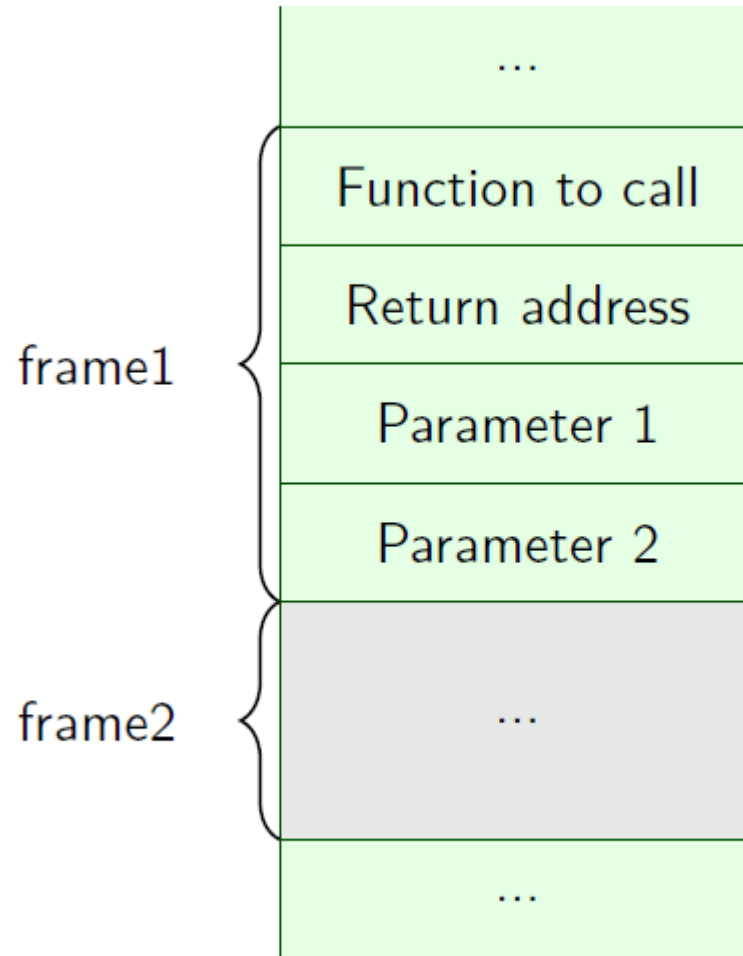 ...
Function to call
Return address
frame1
Parameter 1
Parameter 2
frame2
...
...